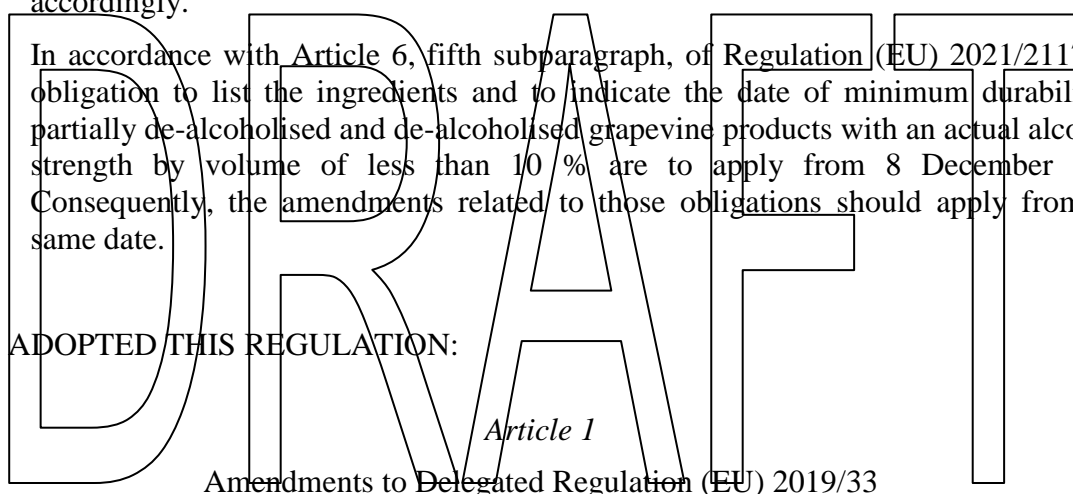 accordingly.
In accordance with Article 6, fifth subparagraph, of Regulation (EU) 2021/211
obligation to list the ingredients and to indicate the date of minimum durabil
partially de-alcoholised and de-alcoholised grapevine products with an actual alco
strength by volume of less than 10 % are to apply from 8 December
Consequently, the amendments related to those obligations should apply from
same date.
ADOPTED THIS REGULATION:
Article 1
Amendments to Delegated Regulation (EU) 2019/33
DRAFT